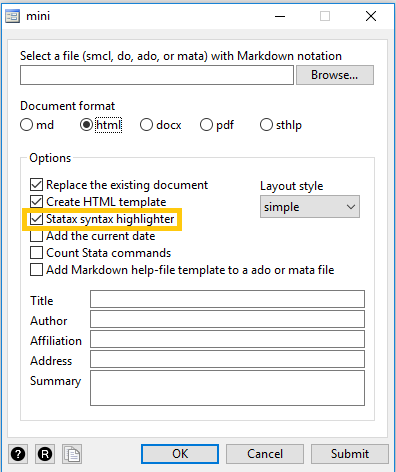 mini
Select a file (smcl, do, ado, or mata) with Markdown notation
Browse...
Document format
md html docx pdf sthlp
Options
Replace the existing document
Layout style
Create HTML template
simple
Statax syntax highlighter
Add the current date
Count Stata commands
Add Markdown help-file template to a ado or mata file
Title
Author
Affiliation
Address
Summary
? R OK Cancel Submit